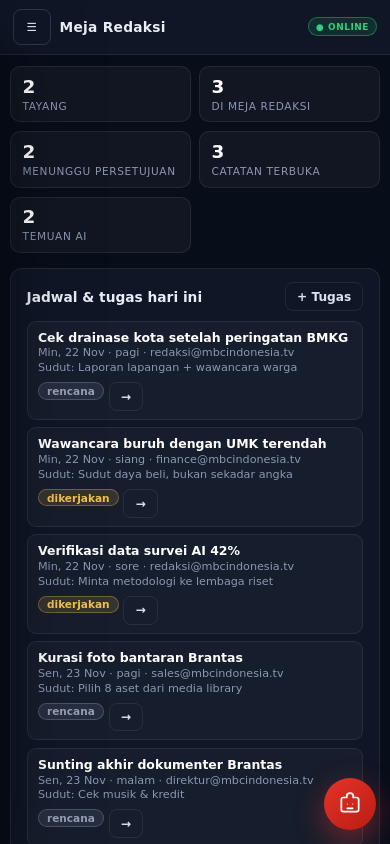 ☰ Meja Redaksi ● ONLINE
2
TAYANG
3
DI MEJA REDAKSI
2
MENUNGGU PERSETUJUAN
3
CATATAN TERBUKA
2
TEMUAN AI
Jadwal & tugas hari ini + Tugas
Cek drainase kota setelah peringatan BMKG
Min, 22 Nov · pagi · redaksi@mbcindonesia.tv
Sudut: Laporan lapangan + wawancara warga
rencana →
Wawancara buruh dengan UMK terendah
Min, 22 Nov · siang · finance@mbcindonesia.tv
Sudut: Sudut daya beli, bukan sekadar angka
dikerjakan →
Verifikasi data survei AI 42%
Min, 22 Nov · sore · redaksi@mbcindonesia.tv
Sudut: Minta metodologi ke lembaga riset
dikerjakan →
Kurasi foto bantaran Brantas
Sen, 23 Nov · pagi · sales@mbcindonesia.tv
Sudut: Pilih 8 aset dari media library
rencana →
Sunting akhir dokumenter Brantas
Sen, 23 Nov · malam · direktur@mbcindonesia.tv
Sudut: Cek musik & kredit
rencana →